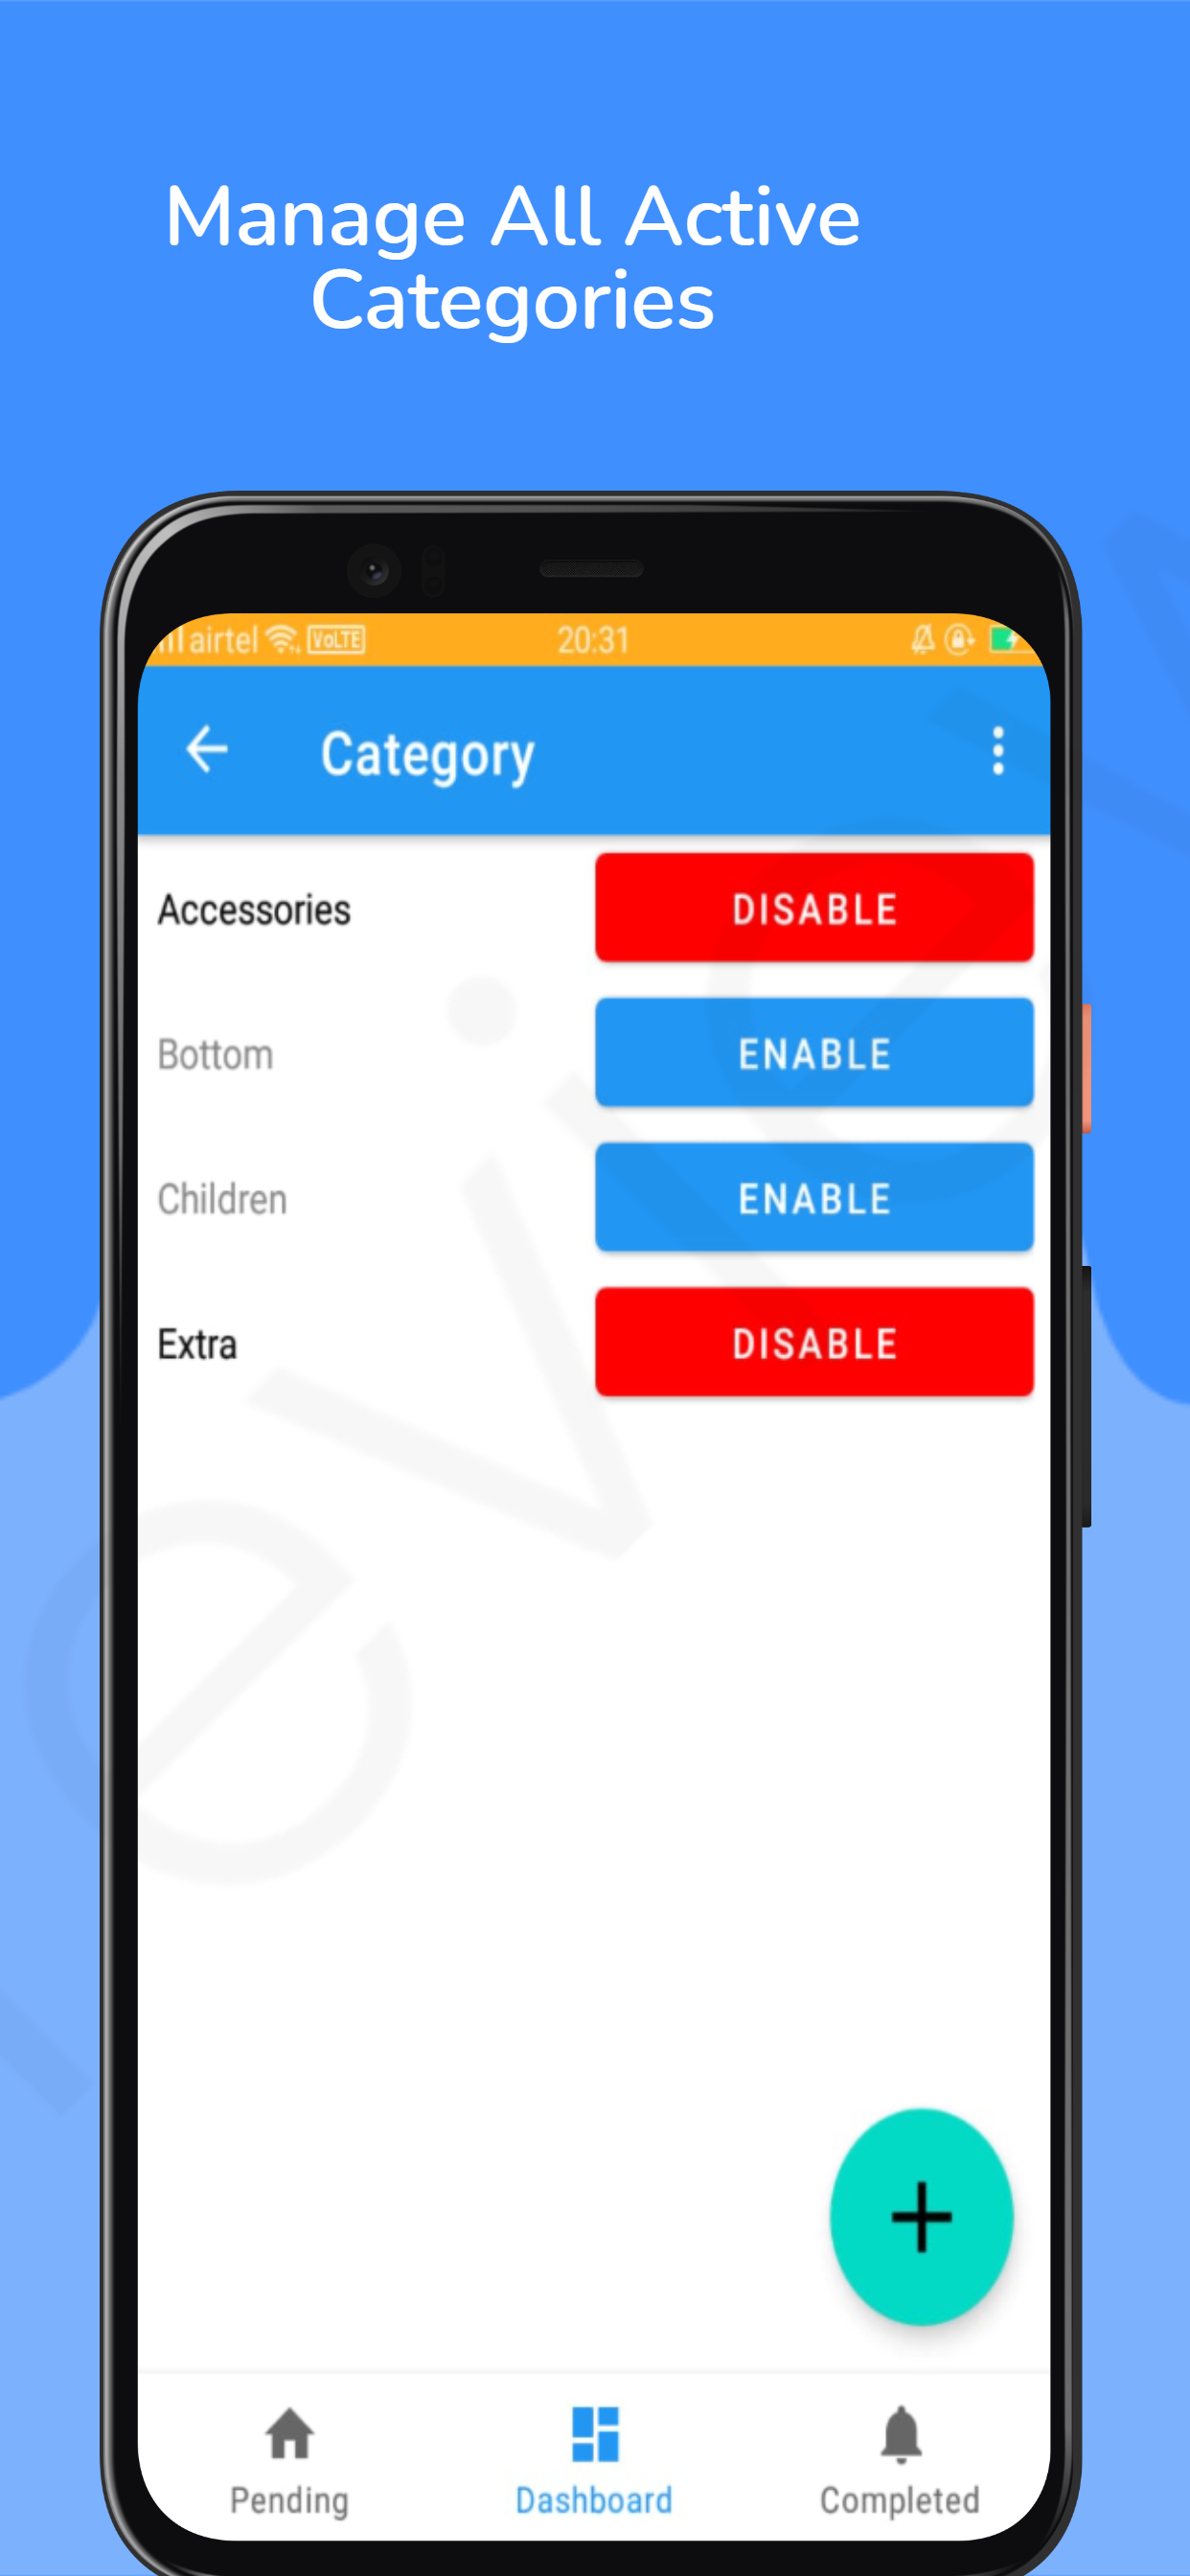 Manage All Active
Categories
airtel VoLTE 20:31
Category
Accessories DISABLE
Bottom ENABLE
Children ENABLE
Extra DISABLE
Pending Dashboard Completed